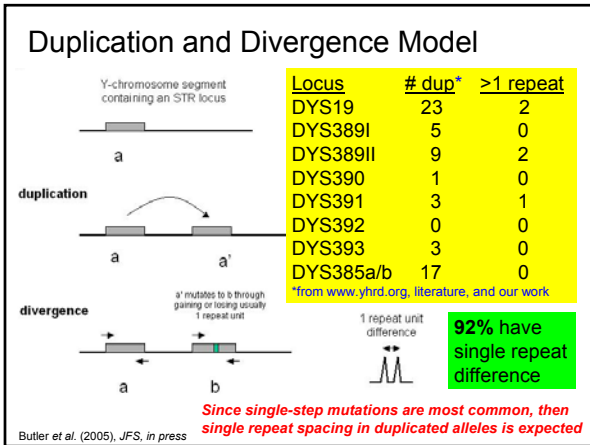 Duplication and Divergence Model
Y-chromosome segment
containing an STR locus
a
duplication
a a'
divergence
a' mutates to b through
gaining or losing usually
1 repeat unit
a b
Locus # dup* >1 repeat
DYS19 23 2
DYS389I 5 0
DYS389II 9 2
DYS390 1 0
DYS391 3 1
DYS392 0 0
DYS393 3 0
DYS385a/b 17 0
*from www.yhrd.org, literature, and our work
1 repeat unit
difference
92% have
single repeat
difference
Since single-step mutations are most common, then
single repeat spacing in duplicated alleles is expected
Butler et al. (2005), JFS, in press